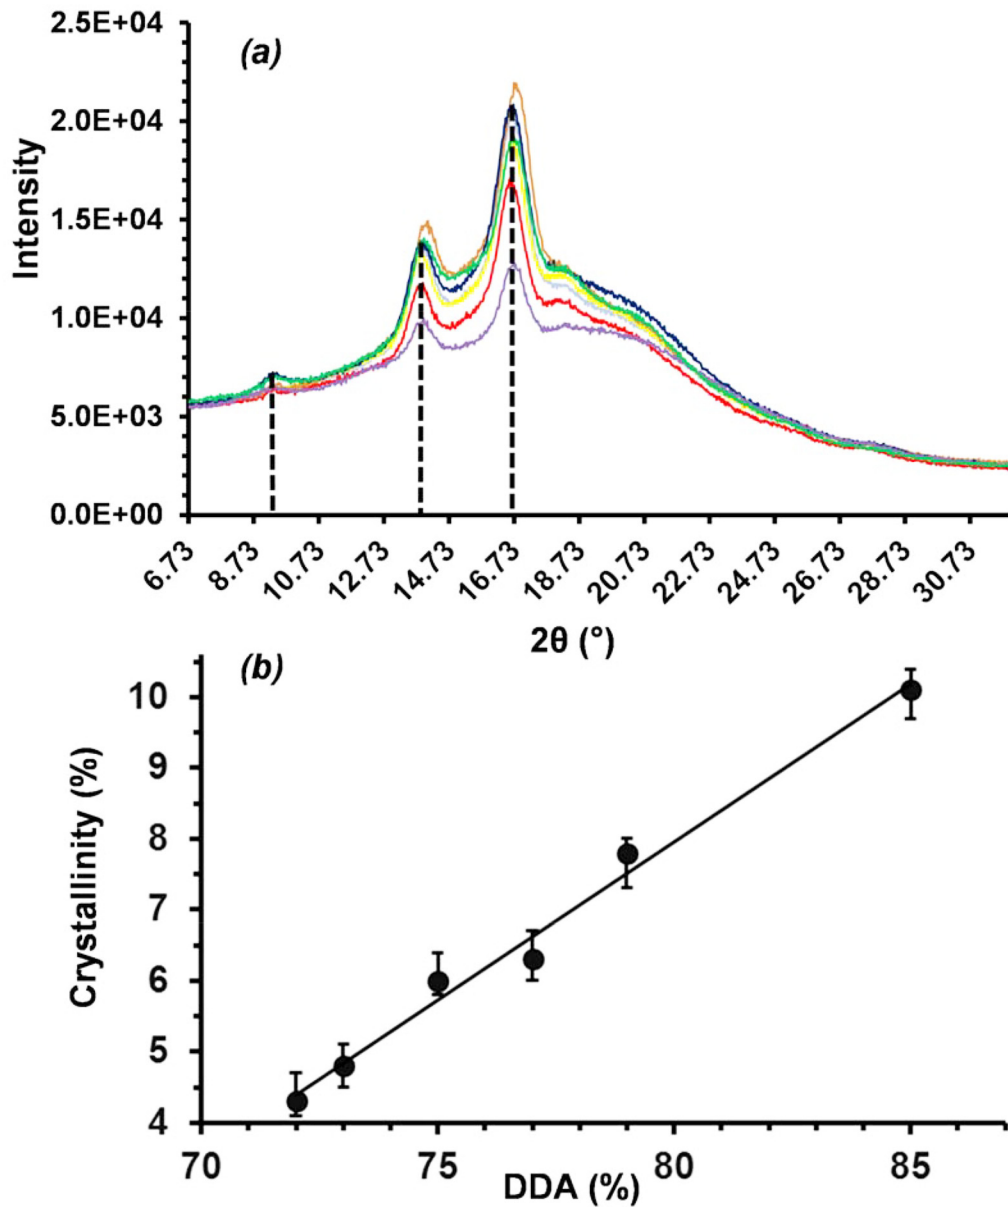 (a)
Intensity
2.5E+04
2.0E+04
1.5E+04
1.0E+04
5.0E+03
0.0E+00
6.73 8.73 10.73 12.73 14.73 16.73 18.73 20.73 22.73 24.73 26.73 28.73 30.73
2θ (°)
(b)
Crystallinity (%)
10
9
8
7
6
5
4
70 75 80 85
DDA (%)